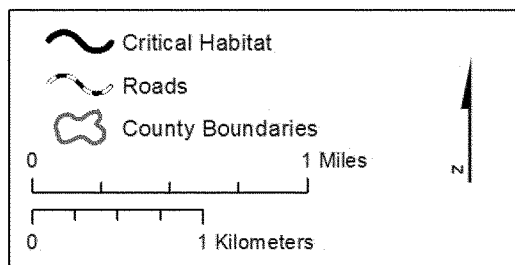 Critical Habitat
Roads
County Boundaries
0 1 Miles
0 1 Kilometers
N